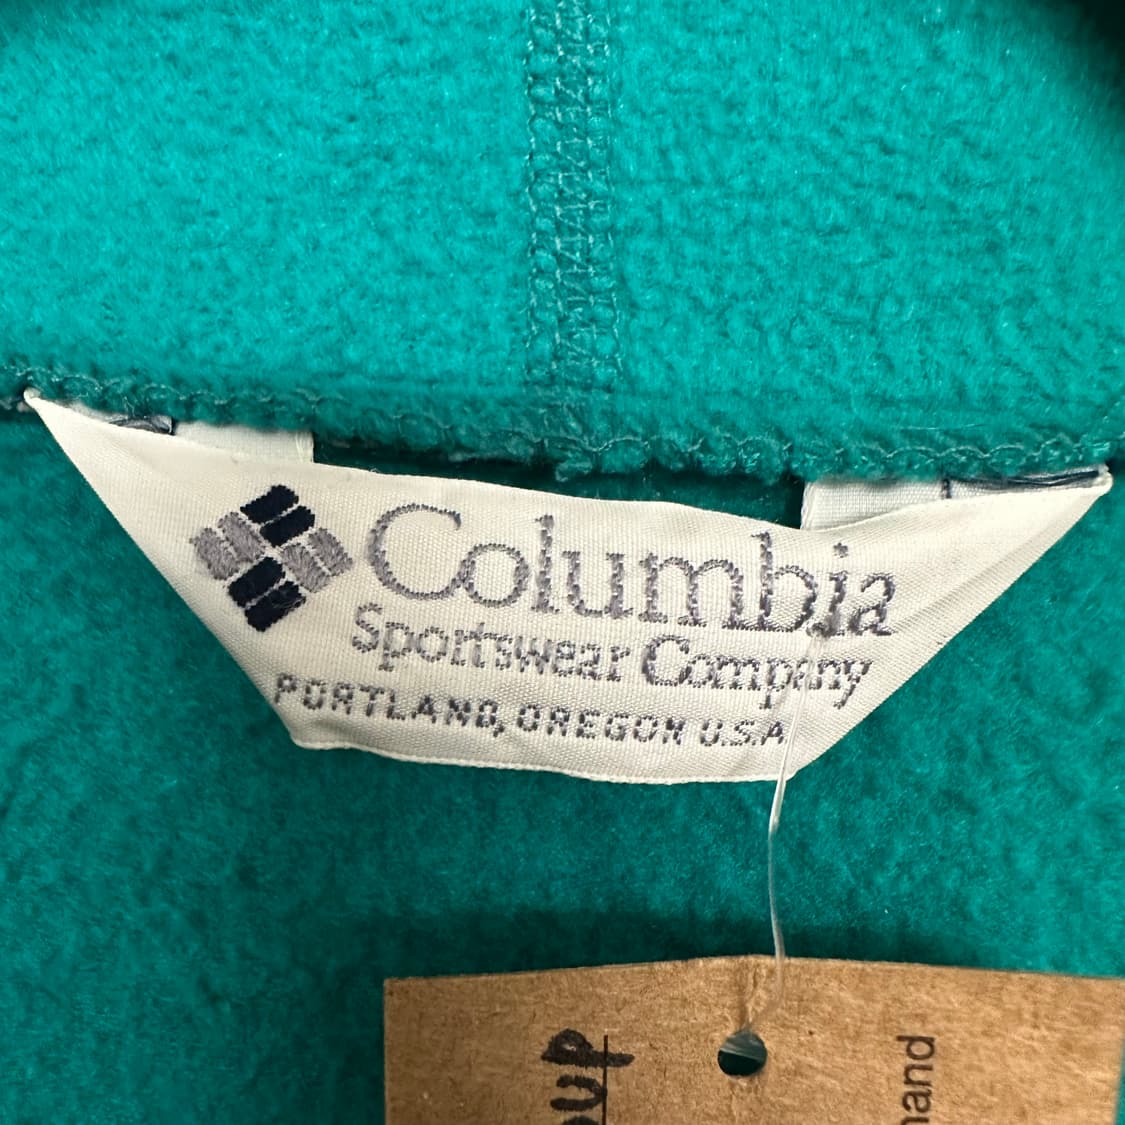 Columbia
Sportswear Company
PORTLAND, OREGON U.S.A